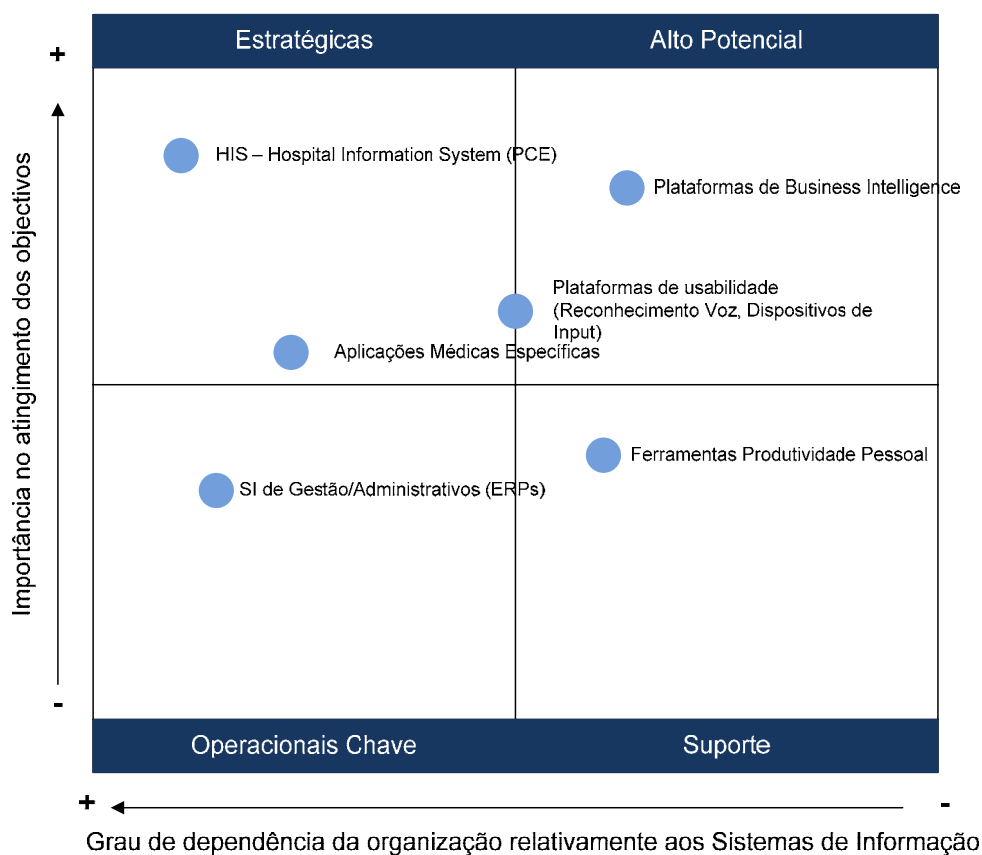 Estratégicas
Alto Potencial
+
HIS – Hospital Information System (PCE)
Plataformas de Business Intelligence
Plataformas de usabilidade
(Reconhecimento Voz, Dispositivos de
Input)
Aplicações Médicas Específicas
Importância no atingimento dos objectivos
Ferramentas Produtividade Pessoal
SI de Gestão/Administrativos (ERPs)
-
Operacionais Chave
Suporte
+
-
Grau de dependência da organização relativamente aos Sistemas de Informação